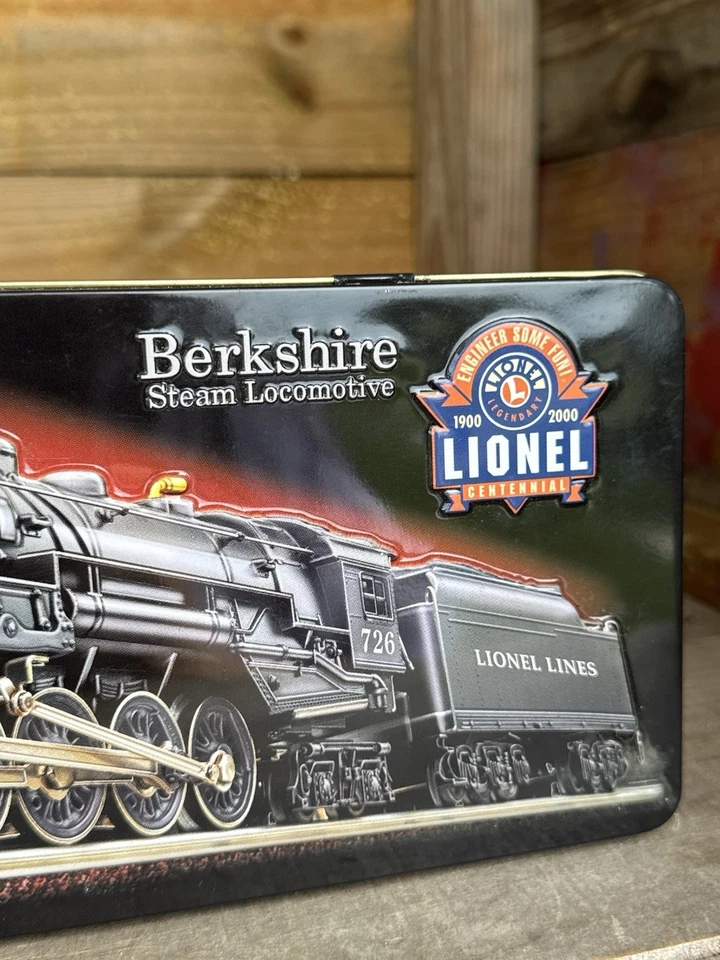 Berkshire
Steam Locomotive
ENGINEER SOME FUN!
LIONEL
L
LEGENDARY
1900 2000
LIONEL
CENTENNIAL
726
LIONEL LINES